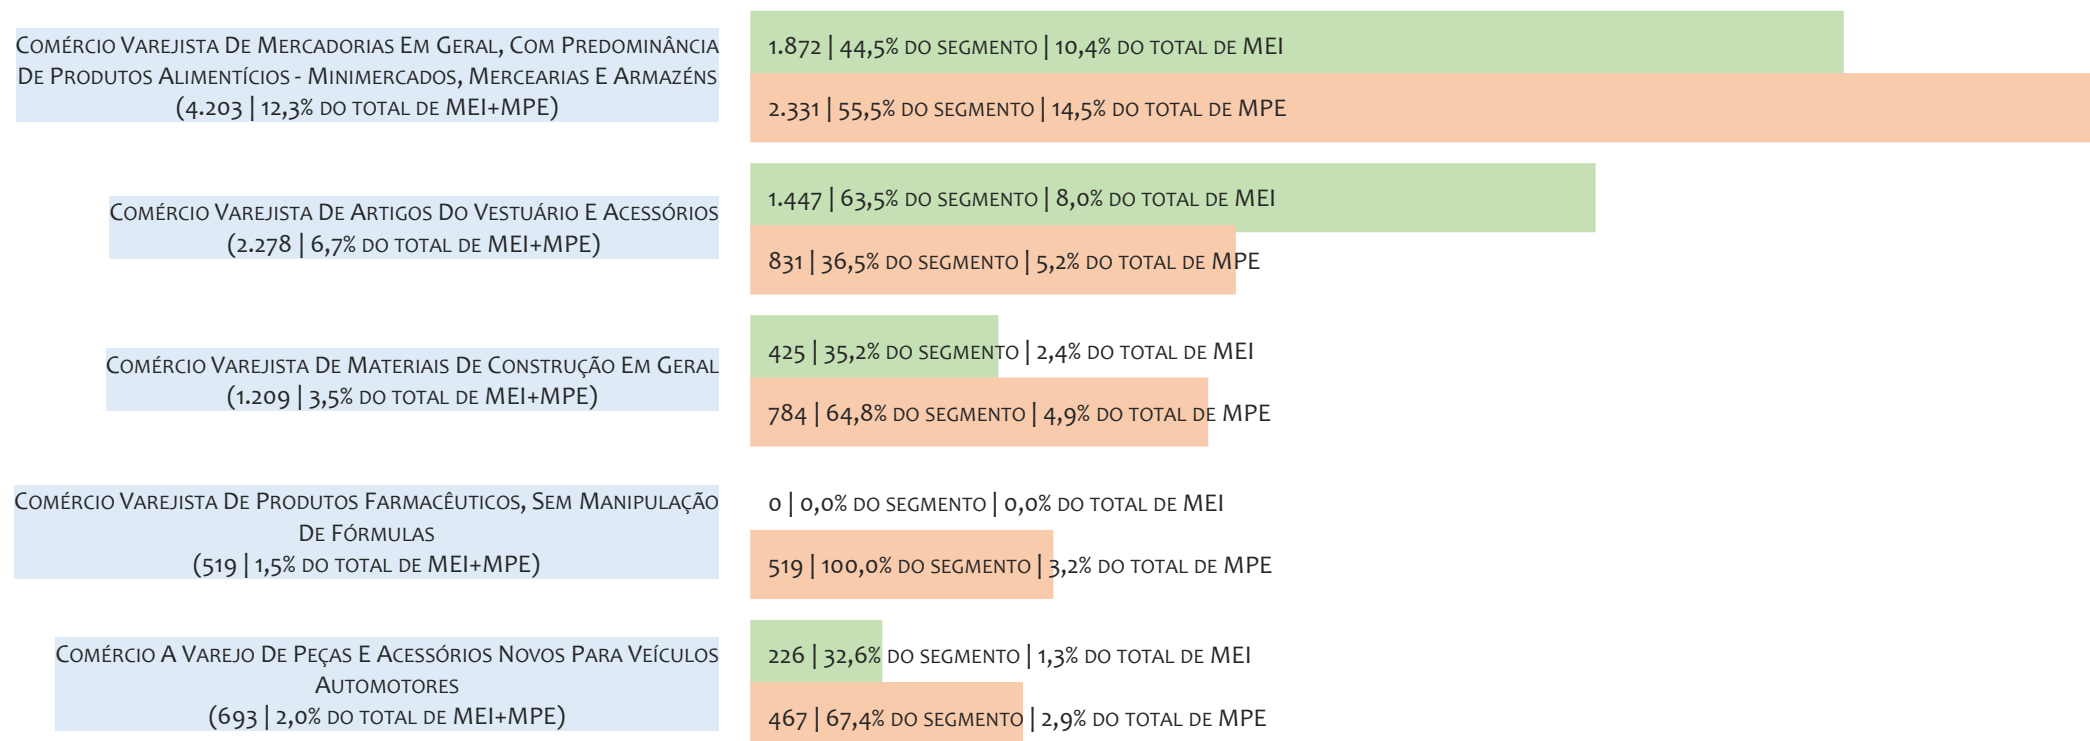 Comércio Varejista De Mercadorias Em Geral, Com Predominância
De Produtos Alimentícios - Minimercados, Mercearias E Armazéns
(4.203 | 12,3% do total de MEI+MPE)
1.872 | 44,5% do segmento | 10,4% do total de MEI
2.331 | 55,5% do segmento | 14,5% do total de MPE
Comércio Varejista De Artigos Do Vestuário E Acessórios
(2.278 | 6,7% do total de MEI+MPE)
1.447 | 63,5% do segmento | 8,0% do total de MEI
831 | 36,5% do segmento | 5,2% do total de MPE
Comércio Varejista De Materiais De Construção Em Geral
(1.209 | 3,5% do total de MEI+MPE)
425 | 35,2% do segmento | 2,4% do total de MEI
784 | 64,8% do segmento | 4,9% do total de MPE
Comércio Varejista De Produtos Farmacêuticos, Sem Manipulação
De Fórmulas
(519 | 1,5% do total de MEI+MPE)
0 | 0,0% do segmento | 0,0% do total de MEI
519 | 100,0% do segmento | 3,2% do total de MPE
Comércio A Varejo De Peças E Acessórios Novos Para Veículos
Automotores
(693 | 2,0% do total de MEI+MPE)
226 | 32,6% do segmento | 1,3% do total de MEI
467 | 67,4% do segmento | 2,9% do total de MPE